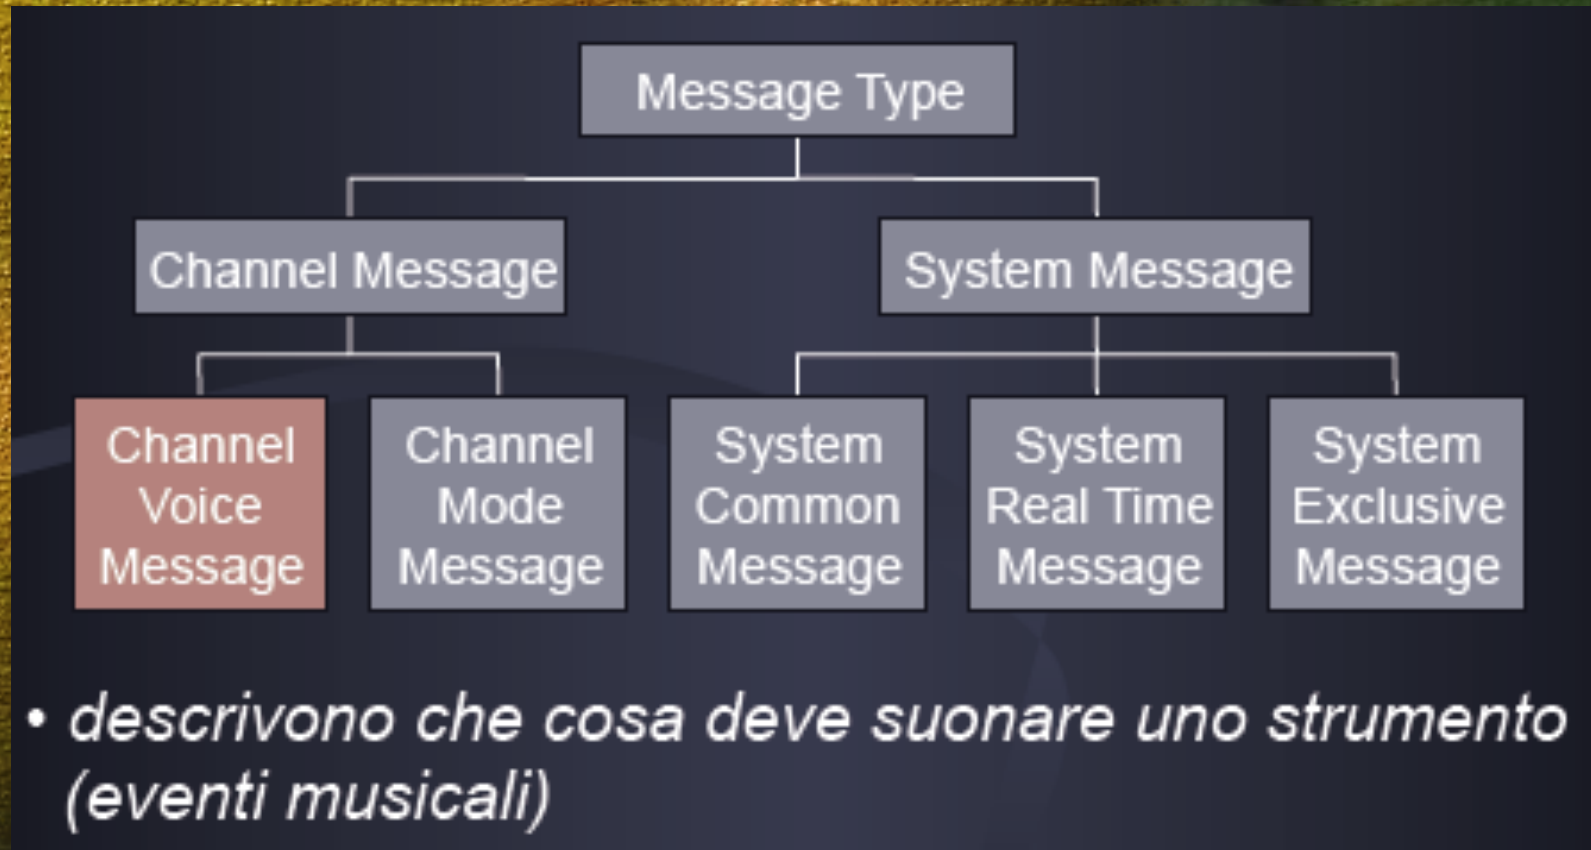 Message Type
Channel Message
System Message
Channel
Voice
Message
Channel
Mode
Message
System
Common
Message
System
Real Time
Message
System
Exclusive
Message
• descrivono che cosa deve suonare uno strumento
(eventi musicali)